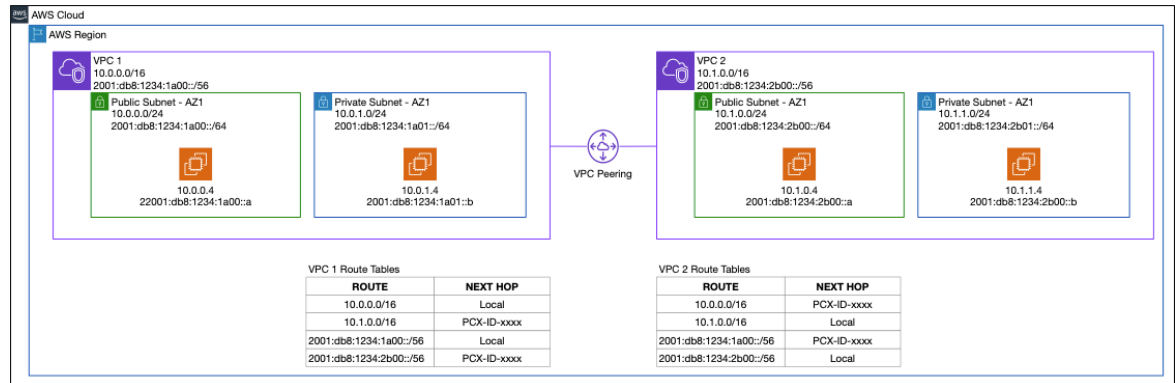 aws
AWS Cloud
AWS Region
VPC 1
10.0.0.0/16
2001:db8:1234:1a00::/56
Public Subnet - AZ1
10.0.0.0/24
2001:db8:1234:1a00::/64
10.0.0.4
22001:db8:1234:1a00::a
Private Subnet - AZ1
10.0.1.0/24
2001:db8:1234:1a01::/64
10.0.1.4
2001:db8:1234:1a01::b
VPC Peering
VPC 2
10.1.0.0/16
2001:db8:1234:2b00::/56
Public Subnet - AZ1
10.1.0.0/24
2001:db8:1234:2b00::/64
10.1.0.4
2001:db8:1234:2b00::a
Private Subnet - AZ1
10.1.1.0/24
2001:db8:1234:2b01::/64
10.1.1.4
2001:db8:1234:2b00::b
VPC 1 Route Tables
ROUTE NEXT HOP
10.0.0.0/16 Local
10.1.0.0/16 PCX-ID-xxxx
2001:db8:1234:1a00::/56 Local
2001:db8:1234:2b00::/56 PCX-ID-xxxx
VPC 2 Route Tables
ROUTE NEXT HOP
10.0.0.0/16 PCX-ID-xxxx
10.1.0.0/16 Local
2001:db8:1234:1a00::/56 PCX-ID-xxxx
2001:db8:1234:2b00::/56 Local